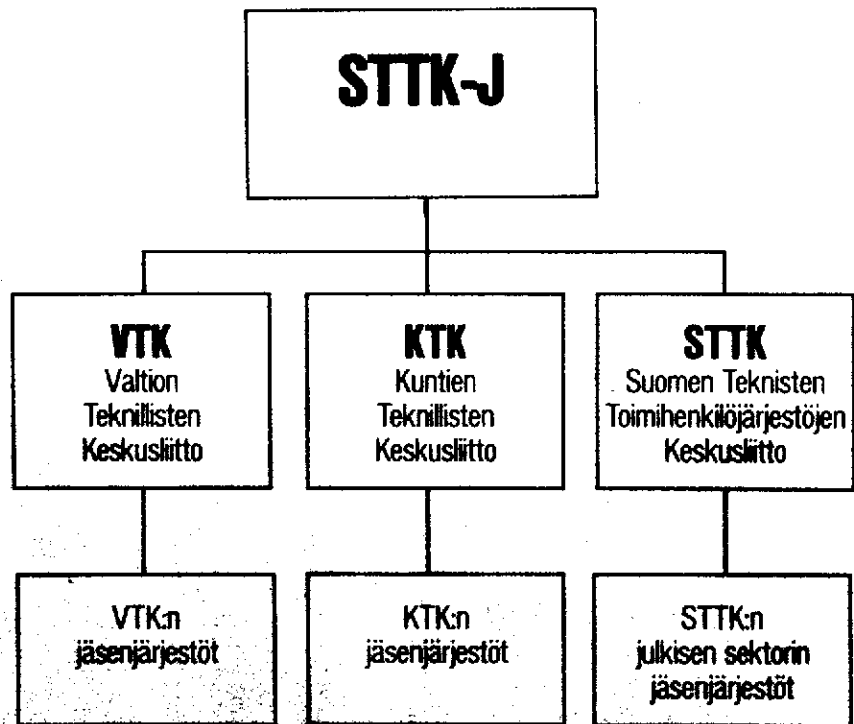 STTK-J
VTK
Valtion
Teknillisten
Keskusliitto
KTK
Kuntien
Teknillisten
Keskusliitto
STTK
Suomen Teknisten
Toimihenkilöjärjestöjen
Keskusliitto
VTK:n
jäsenjärjestöt
KTK:n
jäsenjärjestöt
STTK:n
julkisen sektorin
jäsenjärjestöt